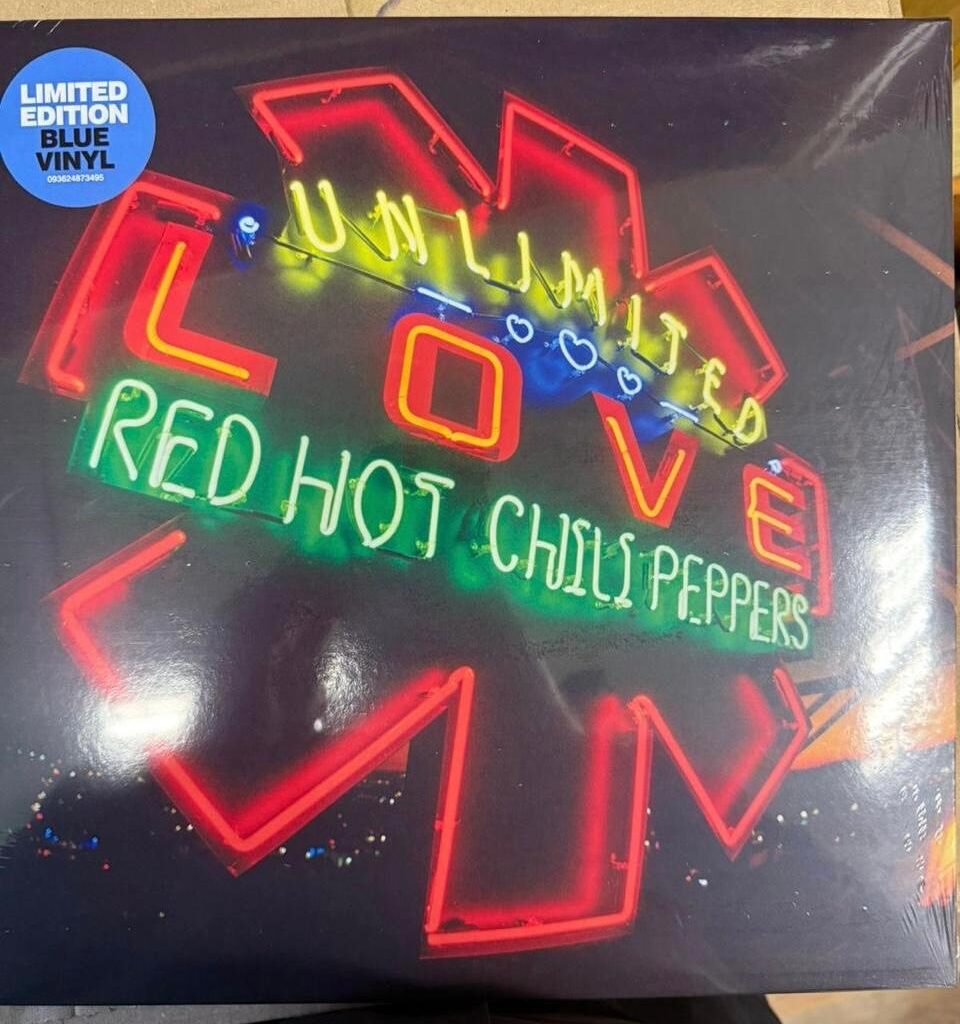 LIMITED
EDITION
BLUE
VINYL
093624873495
UNLIMITED
LOVE
RED HOT CHILI PEPPERS